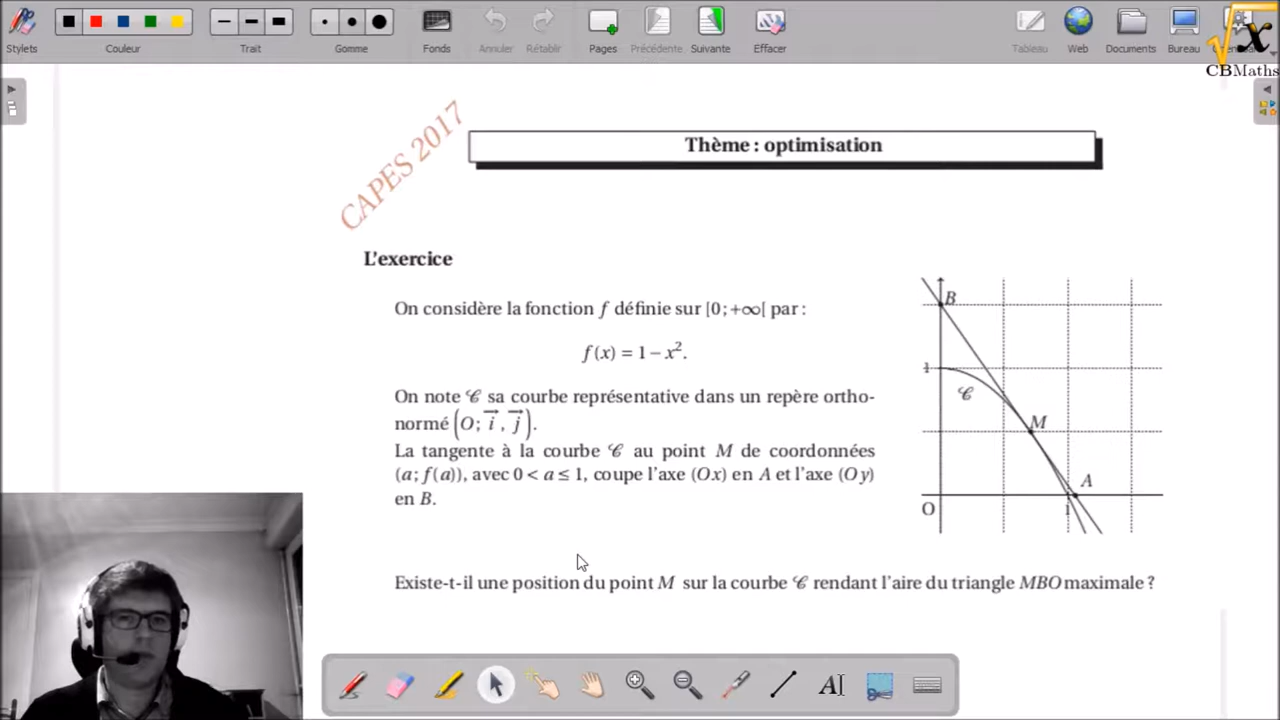 Stylets Couleur Trait Gomme Fonds Annuler Rétablir Pages Précédente Suivante Effacer Tableau Web Documents Bureau
CBMaths
CAPES 2017
Thème : optimisation
L'exercice
On considère la fonction f définie sur [0; +∞[ par :
f(x) = 1 − x².
On note 𝒞 sa courbe représentative dans un repère ortho-
normé (O; i⃗, j⃗).
La tangente à la courbe 𝒞 au point M de coordonnées
(a; f(a)), avec 0 < a ≤ 1, coupe l'axe (Ox) en A et l'axe (Oy)
en B.
B
1
𝒞
M
A
O
1
Existe-t-il une position du point M sur la courbe 𝒞 rendant l'aire du triangle MBO maximale ?